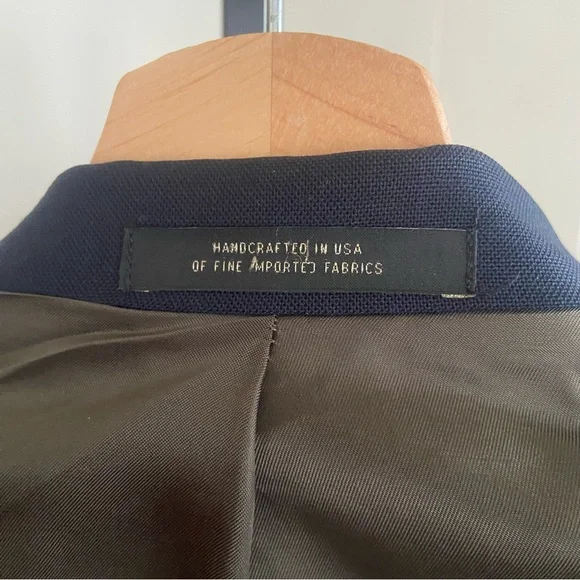 HANDCRAFTED IN USA
OF FINE IMPORTED FABRICS